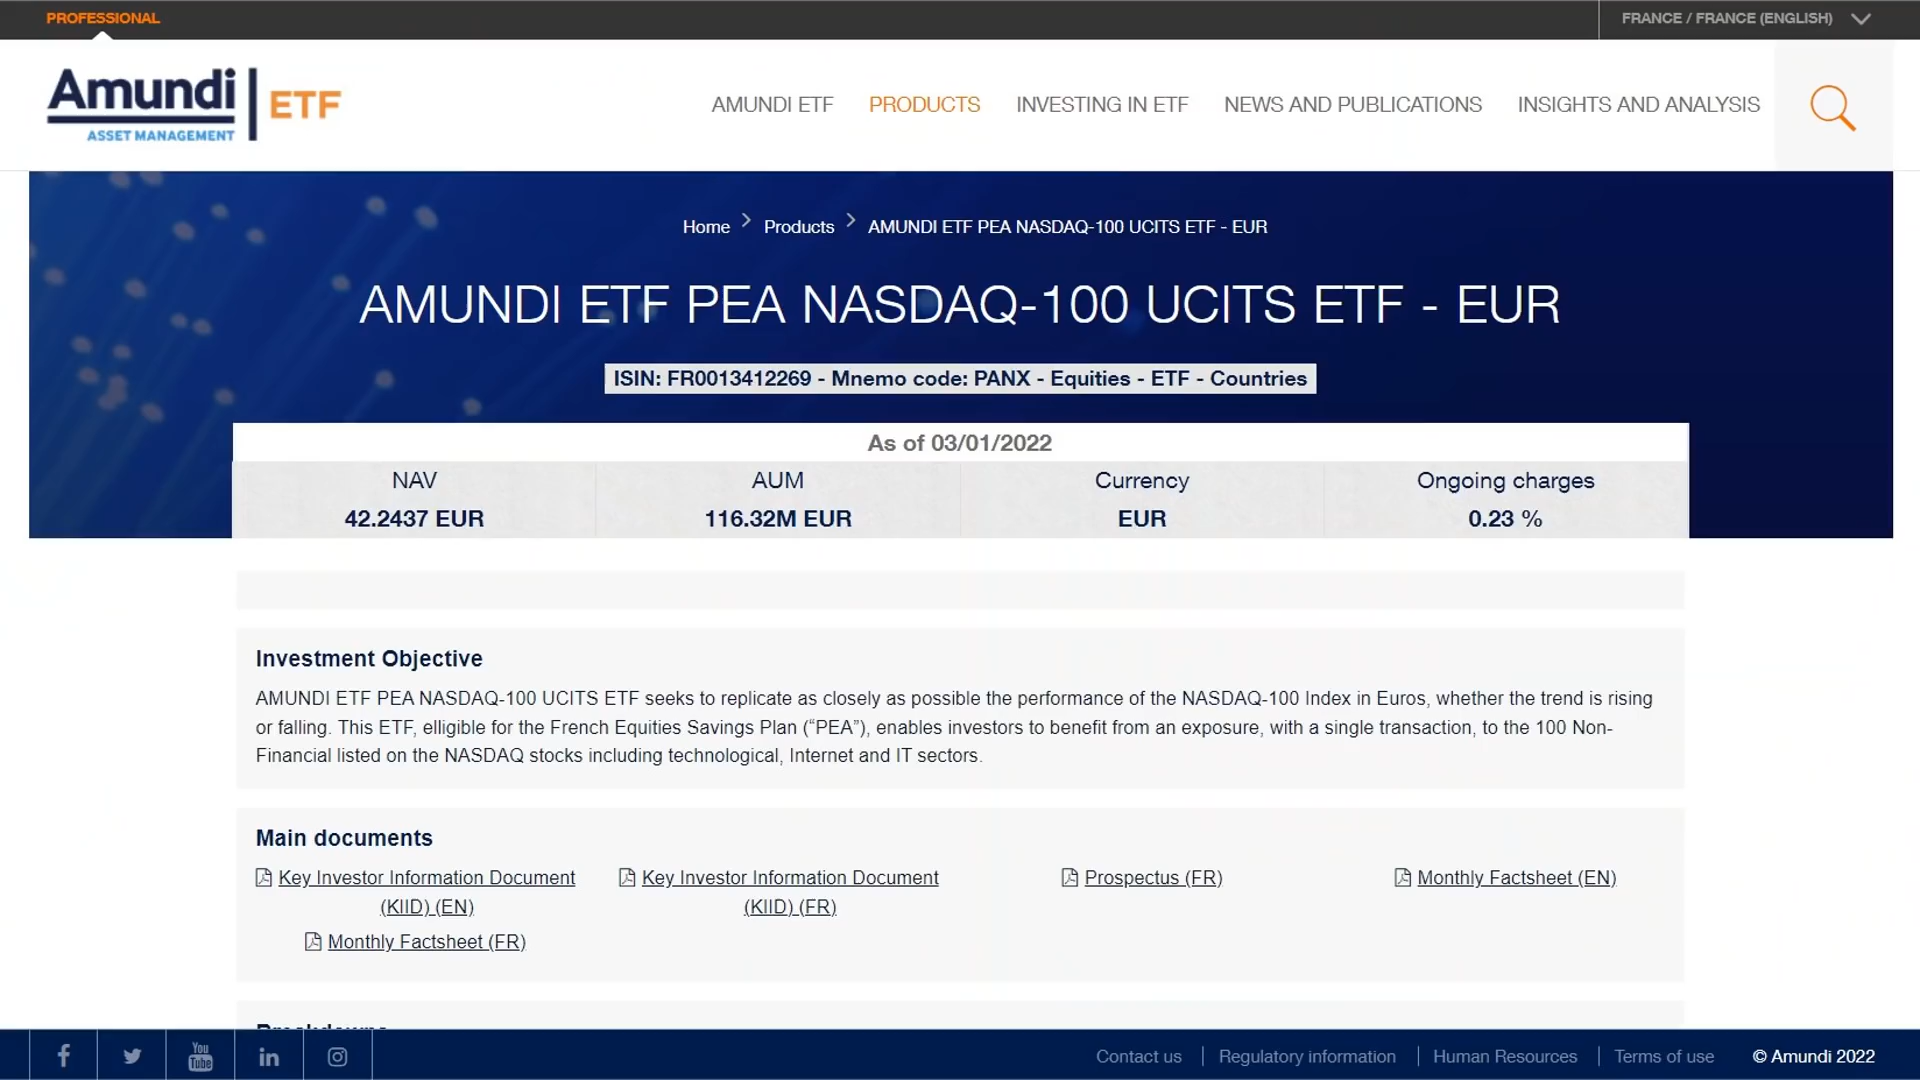 PROFESSIONAL
FRANCE / FRANCE (ENGLISH)
Amundi ETF
ASSET MANAGEMENT
AMUNDI ETF PRODUCTS INVESTING IN ETF NEWS AND PUBLICATIONS INSIGHTS AND ANALYSIS
Home > Products > AMUNDI ETF PEA NASDAQ-100 UCITS ETF - EUR
AMUNDI ETF PEA NASDAQ-100 UCITS ETF - EUR
ISIN: FR0013412269 - Mnemo code: PANX - Equities - ETF - Countries
As of 03/01/2022
NAV AUM Currency Ongoing charges
42.2437 EUR 116.32M EUR EUR 0.23 %
Investment Objective
AMUNDI ETF PEA NASDAQ-100 UCITS ETF seeks to replicate as closely as possible the performance of the NASDAQ-100 Index in Euros, whether the trend is rising
or falling. This ETF, elligible for the French Equities Savings Plan (“PEA”), enables investors to benefit from an exposure, with a single transaction, to the 100 Non-
Financial listed on the NASDAQ stocks including technological, Internet and IT sectors.
Main documents
Key Investor Information Document Key Investor Information Document Prospectus (FR) Monthly Factsheet (EN)
(KIID) (EN) (KIID) (FR)
Monthly Factsheet (FR)
You
Tube
Contact us | Regulatory information | Human Resources | Terms of use © Amundi 2022